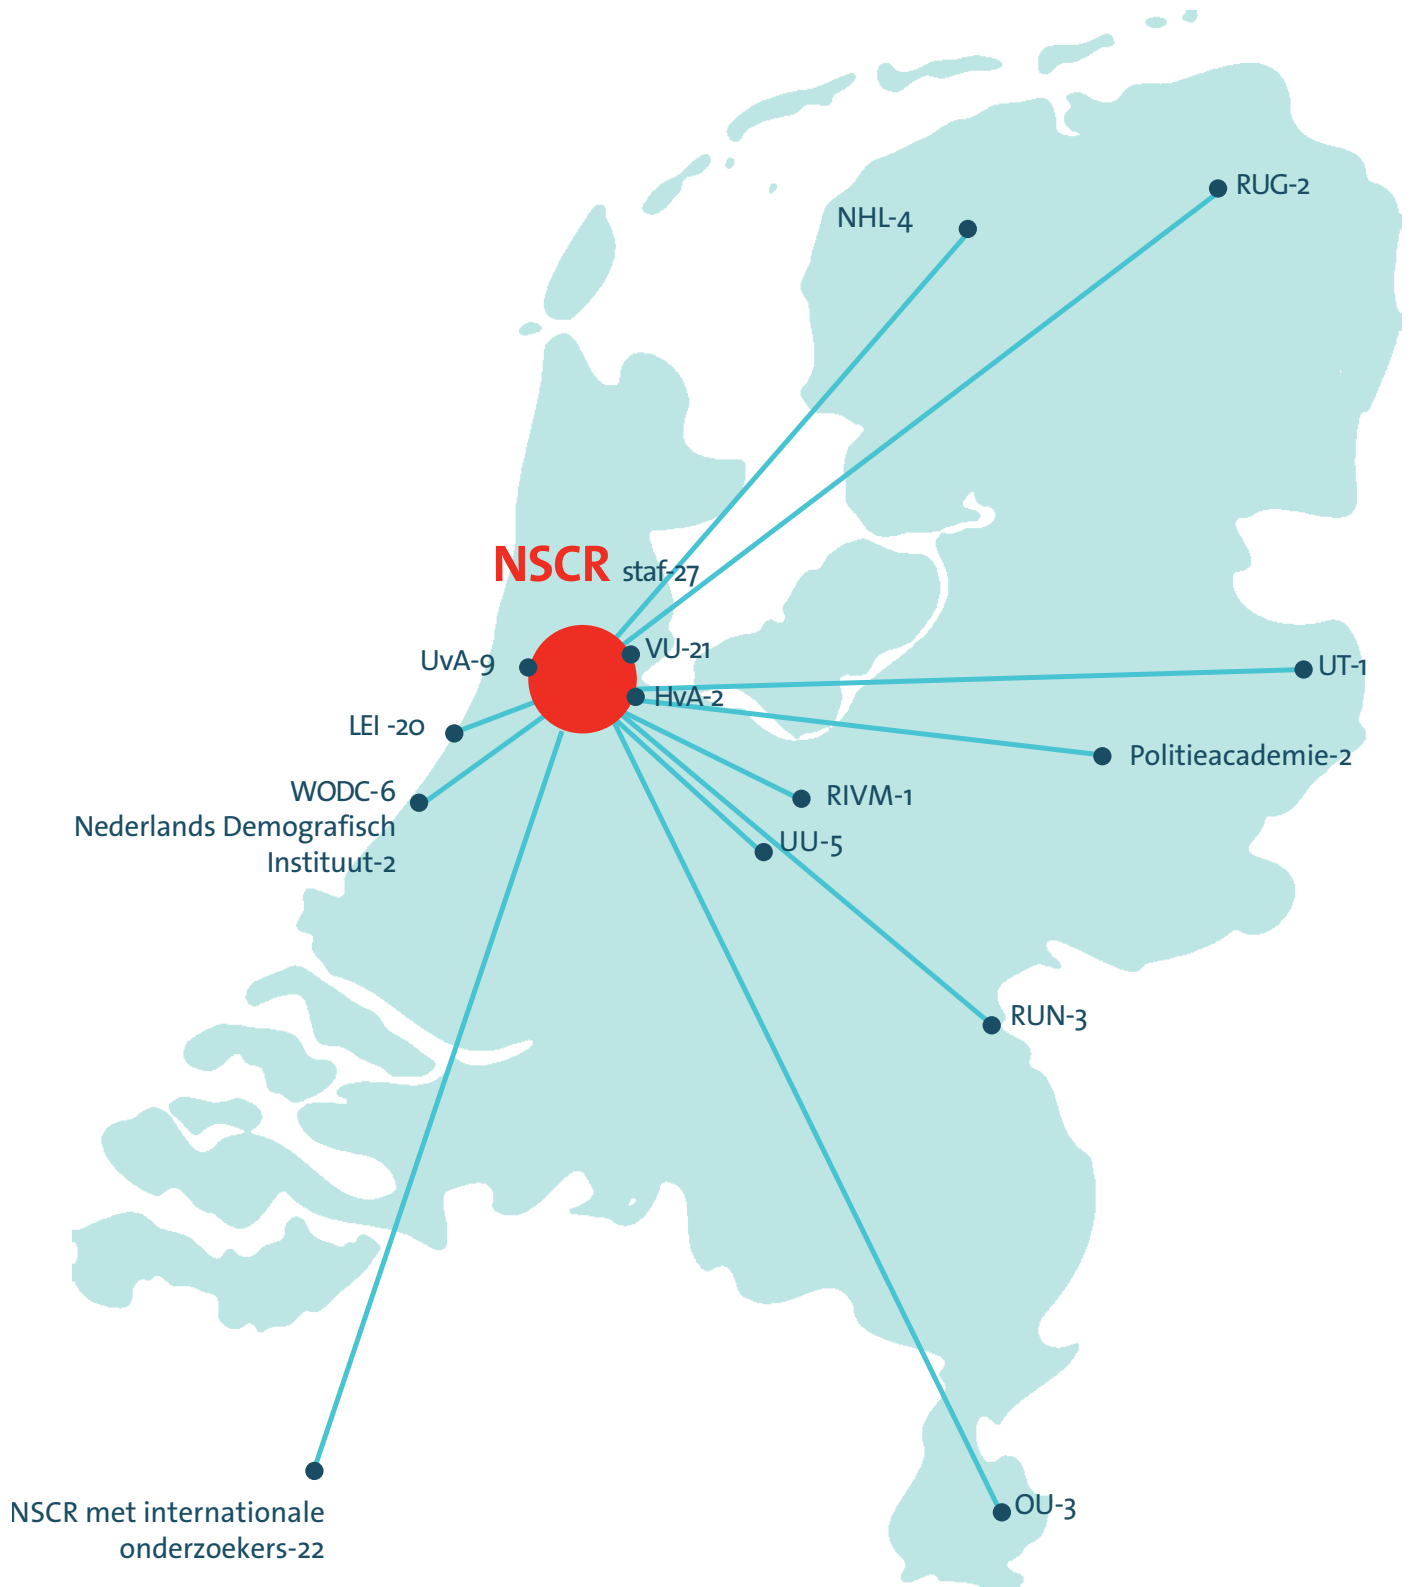 RUG-2
NHL-4
NSCR staf-27
VU-21
UvA-9
UT-1
HvA-2
LEI -20
Politieacademie-2
WODC-6
Nederlands Demografisch
Instituut-2
RIVM-1
UU-5
RUN-3
OU-3
NSCR met internationale
onderzoekers-22